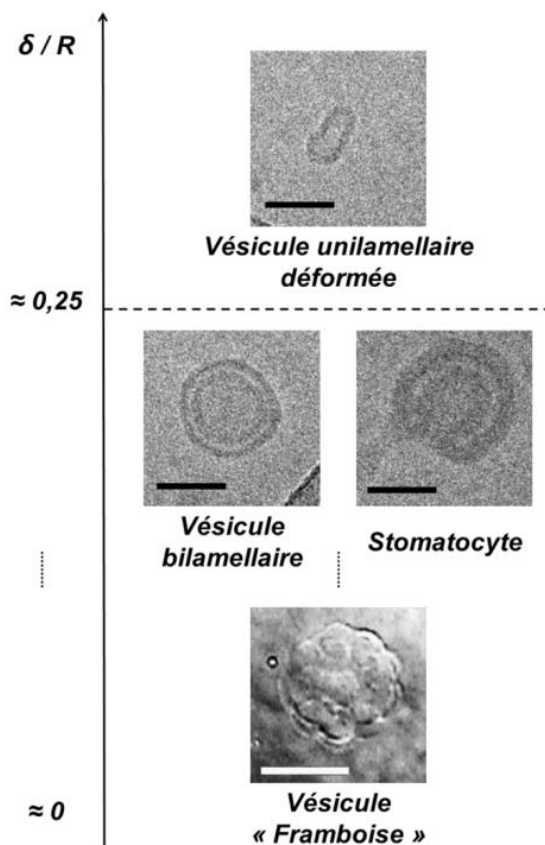 δ / R
Vésicule unilamellaire
déformée
≈ 0,25
Vésicule
bilamellaire
Stomatocyte
Vésicule
« Framboise »
≈ 0